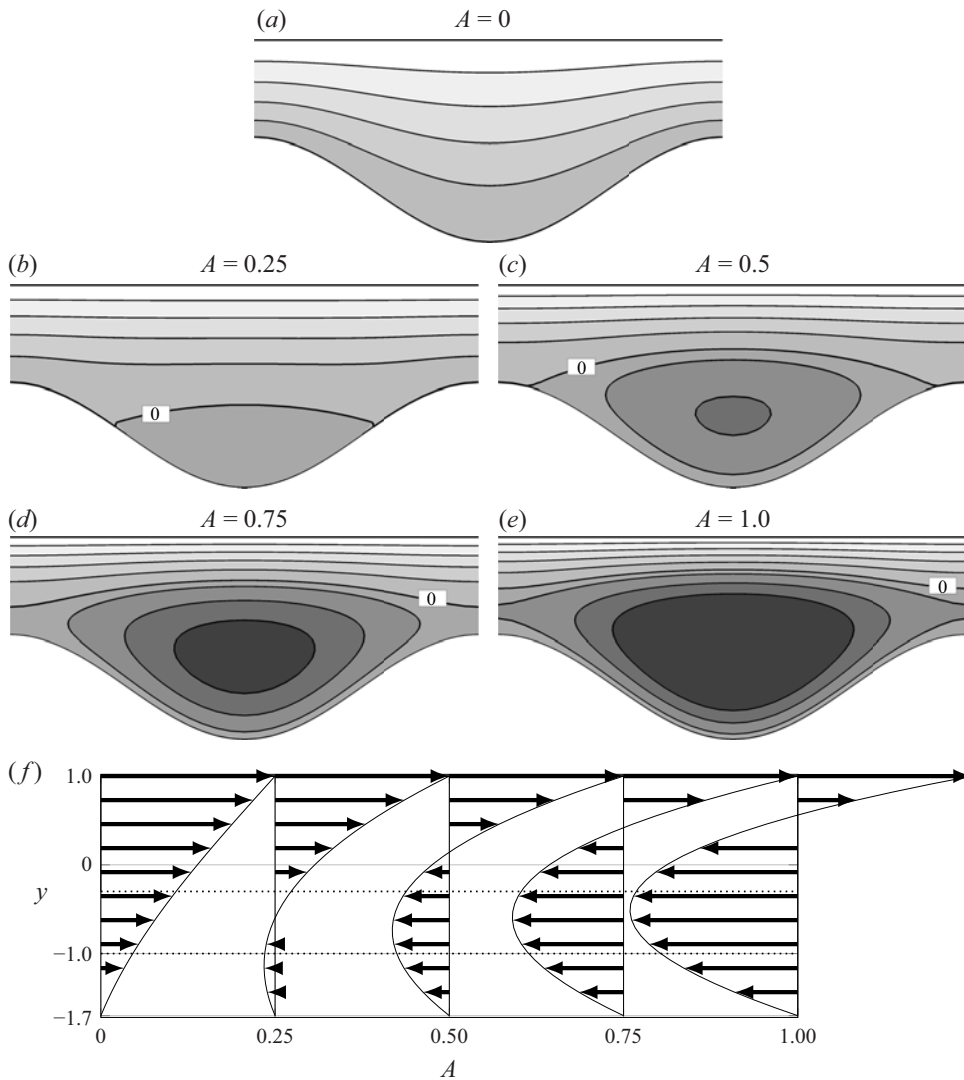 (a) A = 0
(b) A = 0.25
(c) A = 0.5
0
0
(d) A = 0.75
(e) A = 1.0
0
0
(f)
1.0
0
y
−1.0
−1.7
0 0.25 0.50 0.75 1.00
A